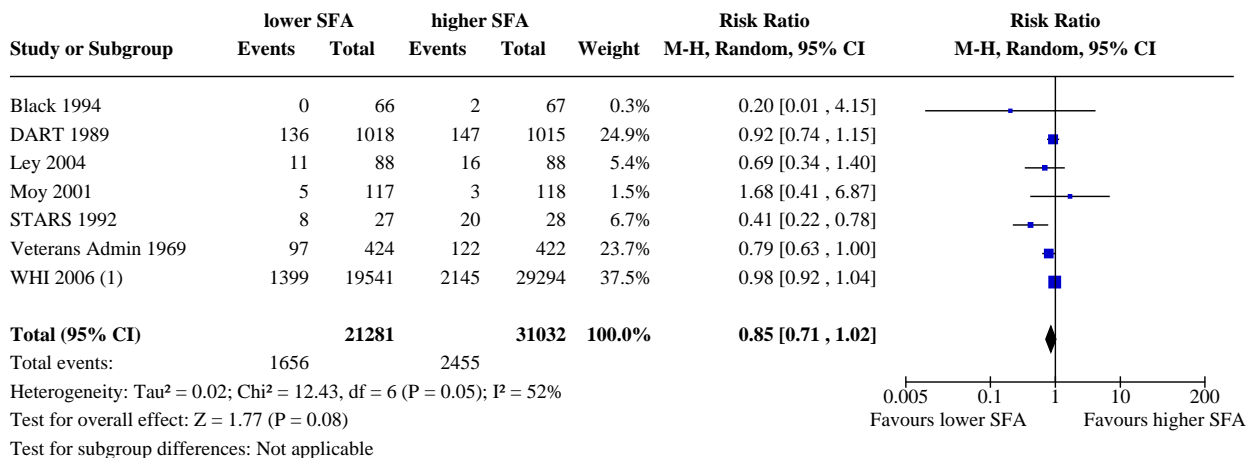 lower SFA higher SFA Risk Ratio Risk Ratio
Study or Subgroup Events Total Events Total Weight M-H, Random, 95% CI M-H, Random, 95% CI
Black 1994 0 66 2 67 0.3% 0.20 [0.01 , 4.15]
DART 1989 136 1018 147 1015 24.9% 0.92 [0.74 , 1.15]
Ley 2004 11 88 16 88 5.4% 0.69 [0.34 , 1.40]
Moy 2001 5 117 3 118 1.5% 1.68 [0.41 , 6.87]
STARS 1992 8 27 20 28 6.7% 0.41 [0.22 , 0.78]
Veterans Admin 1969 97 424 122 422 23.7% 0.79 [0.63 , 1.00]
WHI 2006 (1) 1399 19541 2145 29294 37.5% 0.98 [0.92 , 1.04]
Total (95% CI) 21281 31032 100.0% 0.85 [0.71 , 1.02]
Total events: 1656 2455
Heterogeneity: Tau² = 0.02; Chi² = 12.43, df = 6 (P = 0.05); I² = 52%
0.005 0.1 1 10 200
Test for overall effect: Z = 1.77 (P = 0.08) Favours lower SFA Favours higher SFA
Test for subgroup differences: Not applicable